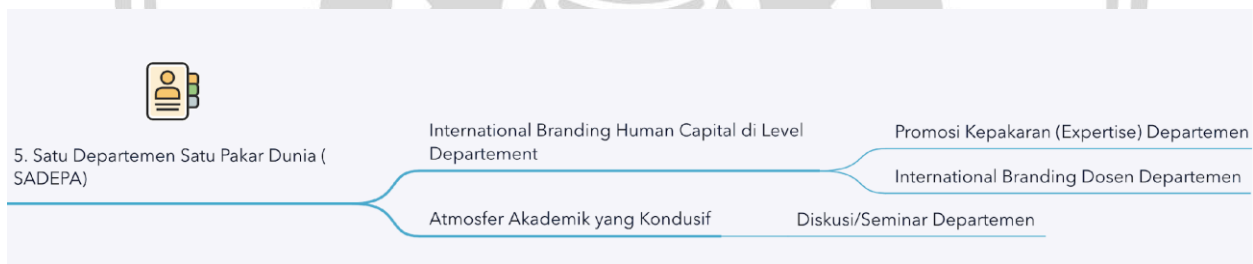 5. Satu Departemen Satu Pakar Dunia (
SADEPA)
International Branding Human Capital di Level
Departement
Promosi Kepakaran (Expertise) Departemen
International Branding Dosen Departemen
Atmosfer Akademik yang Kondusif
Diskusi/Seminar Departemen